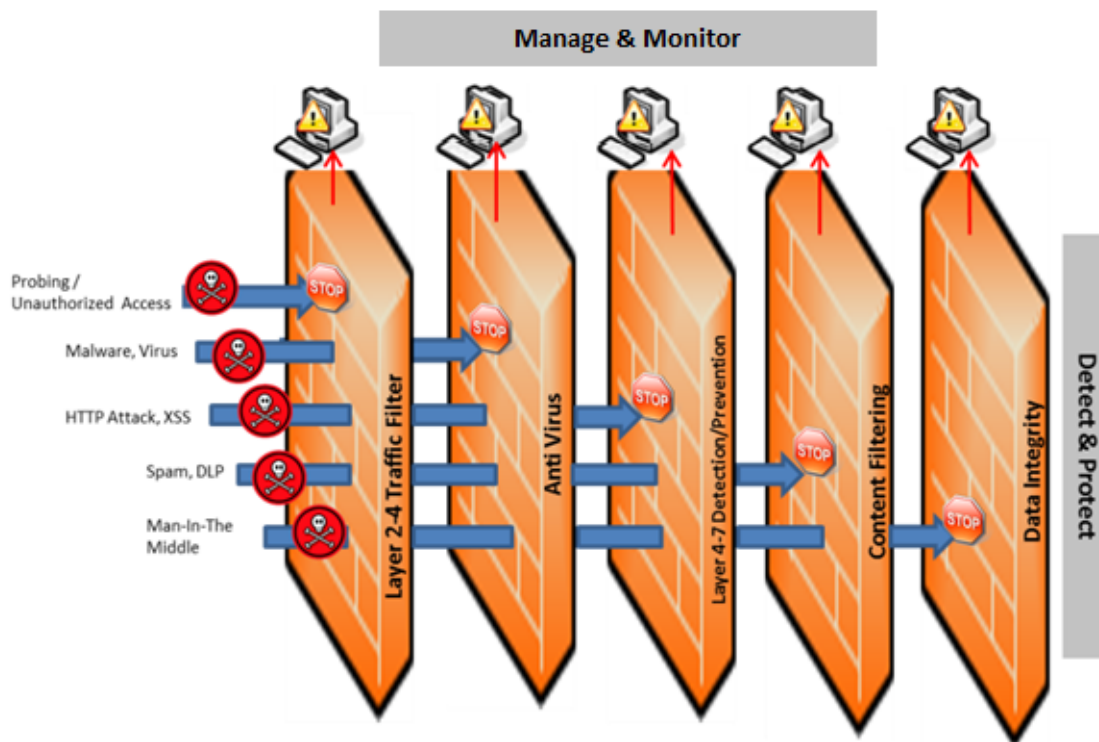 Manage & Monitor
Probing /
Unauthorized Access
STOP
Malware, Virus
STOP
HTTP Attack, XSS
STOP
Spam, DLP
STOP
Man-In-The
Middle
STOP
Layer 2-4 Traffic Filter
Anti Virus
Layer 4-7 Detection/Prevention
Content Filtering
Data Integrity
Detect & Protect